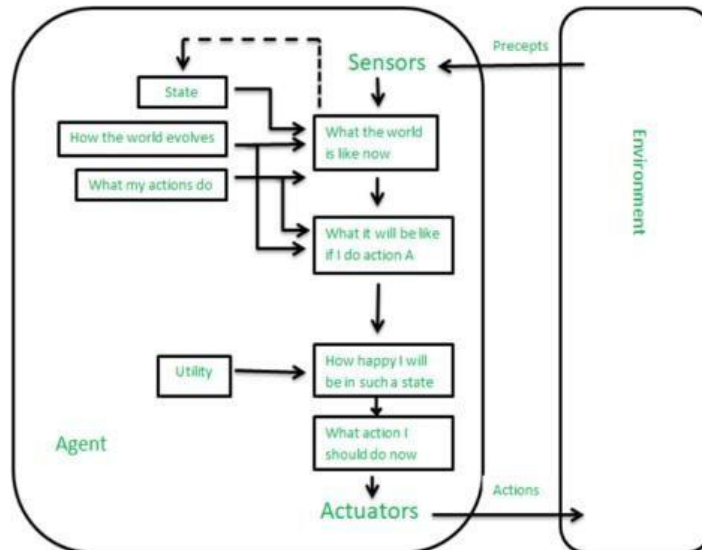 Precepts
Sensors
State
How the world evolves
What my actions do
What the world
is like now
What it will be like
if I do action A
Utility
How happy I will
be in such a state
What action I
should do now
Agent
Actuators
Actions
Environment